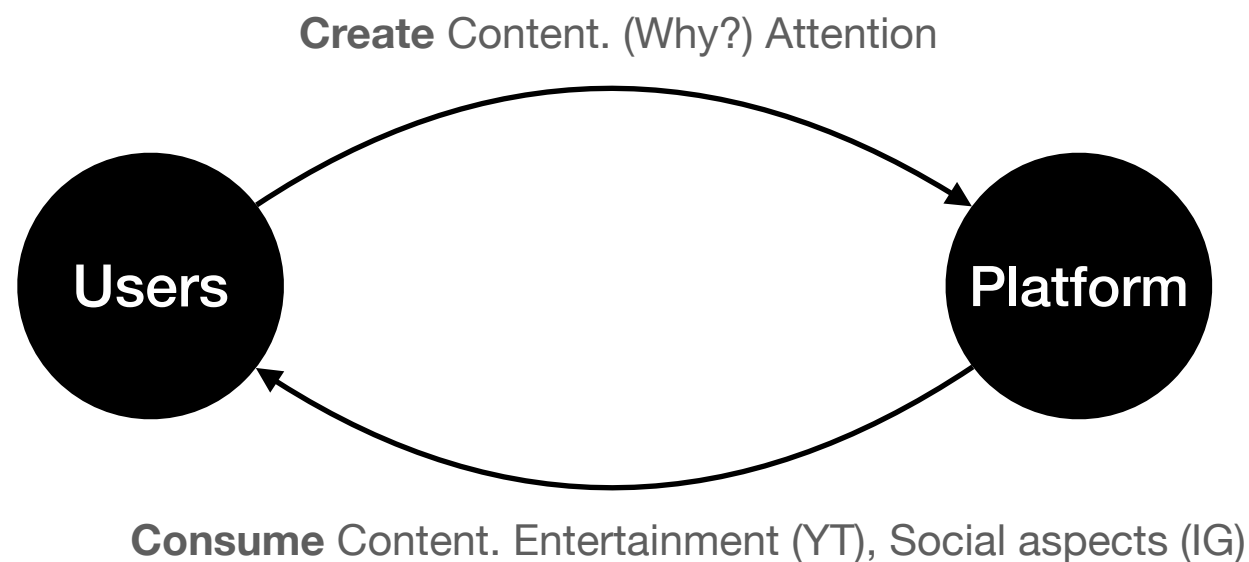 Create Content. (Why?) Attention
Users
Platform
Consume Content. Entertainment (YT), Social aspects (IG)